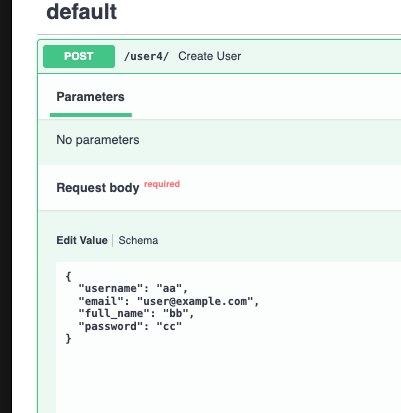 default
POST /user4/ Create User
Parameters
No parameters
Request body required
Edit Value | Schema
{
  "username": "aa",
  "email": "user@example.com",
  "full_name": "bb",
  "password": "cc"
}